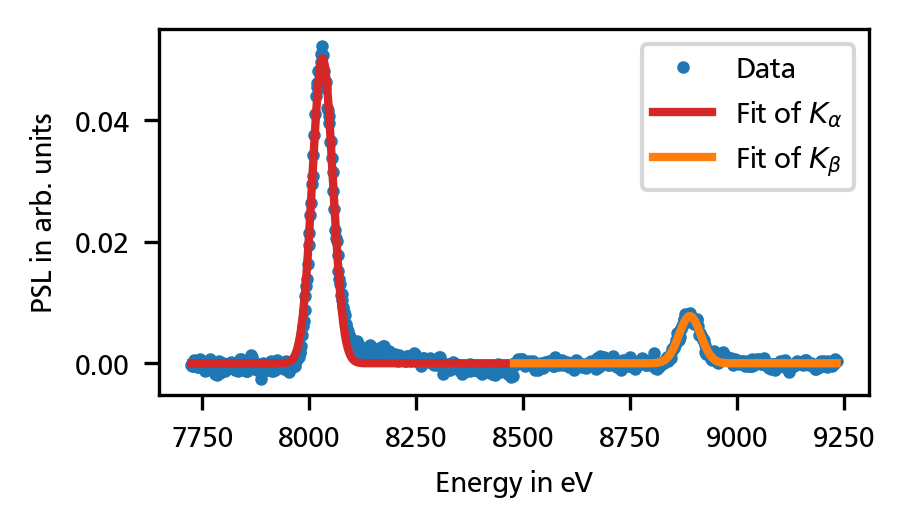 Data
Fit of Kα
Fit of Kβ
PSL in arb. units
0.04
0.02
0.00
7750 8000 8250 8500 8750 9000 9250
Energy in eV